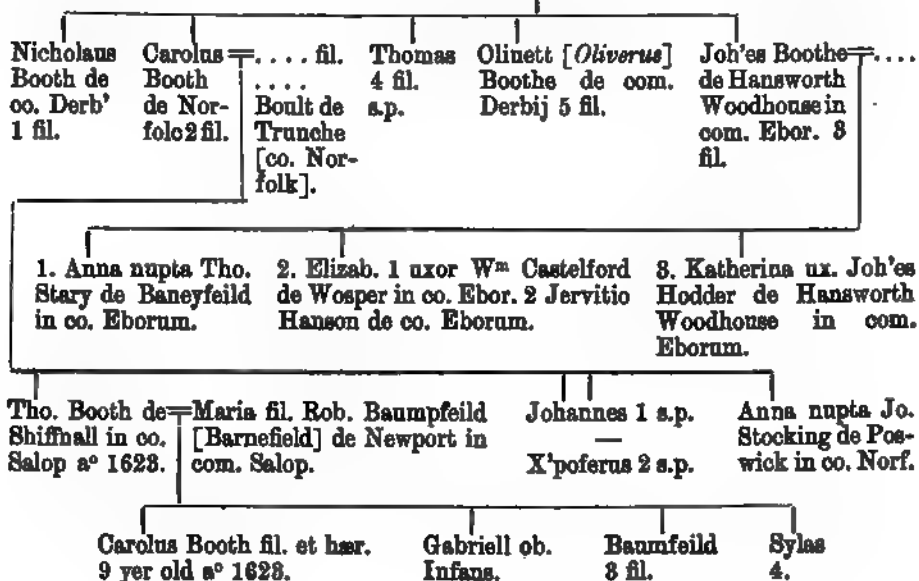 Nicholaus
Booth de
co. Derb'
1 fil.
Carolus
Booth
de Nor-
folc 2 fil.
.... fil.
....
Boult de
Trunche
[co. Nor-
folk].
Thomas
4 fil.
s.p.
Olinett [Oliverus]
Boothe de com.
Derbij 5 fil.
Joh'es Boothe
de Hansworth
Woodhouse in
com. Ebor. 3
fil.
....
1. Anna nupta Tho.
Stary de Baneyfeild
in co. Eborum.
2. Elizab. 1 uxor Wm Castelford
de Wosper in co. Ebor. 2 Jervitio
Hanson de co. Eborum.
3. Katherina ux. Joh'es
Hodder de Hansworth
Woodhouse in com.
Eborum.
Tho. Booth de
Shiffnall in co.
Salop aº 1623.
Maria fil. Rob. Baumpfeild
[Barnefield] de Newport in
com. Salop.
Johannes 1 s.p.
—
X'poferus 2 s.p.
Anna nupta Jo.
Stocking de Pos-
wick in co. Norf.
Carolus Booth fil. et hær.
9 yer old aº 1623.
Gabriell ob.
Infans.
Baumfeild
3 fil.
Sylas
4.